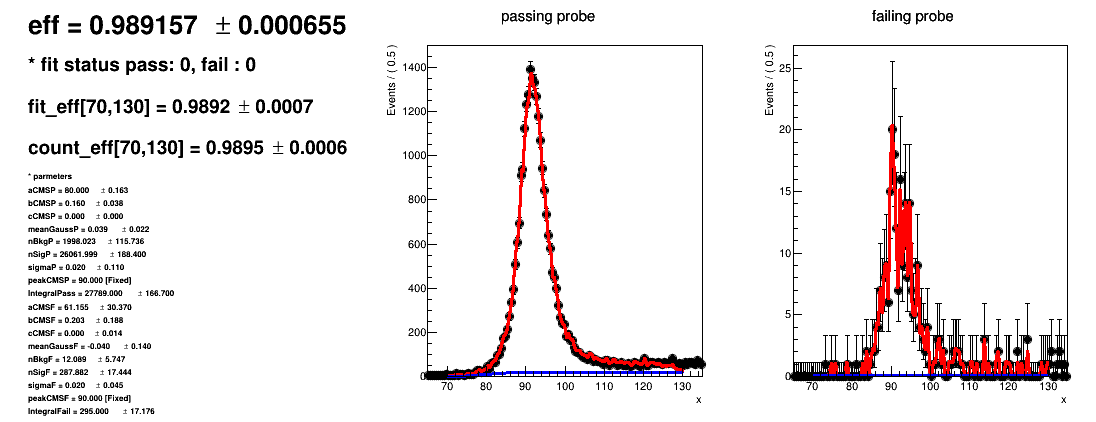 eff = 0.989157 ± 0.000655
* fit status pass: 0, fail : 0
fit_eff[70,130] = 0.9892 ± 0.0007
count_eff[70,130] = 0.9895 ± 0.0006
* parmeters
aCMSP = 80.000 ± 0.163
bCMSP = 0.160 ± 0.038
cCMSP = 0.000 ± 0.000
meanGaussP = 0.039 ± 0.022
nBkgP = 1998.023 ± 115.736
nSigP = 26061.999 ± 168.400
sigmaP = 0.020 ± 0.110
peakCMSP = 90.000 [Fixed]
IntegralPass = 27789.000 ± 166.700
aCMSF = 61.155 ± 30.370
bCMSF = 0.203 ± 0.188
cCMSF = 0.000 ± 0.014
meanGaussF = -0.040 ± 0.140
nBkgF = 12.089 ± 5.747
nSigF = 287.882 ± 17.444
sigmaF = 0.020 ± 0.045
peakCMSF = 90.000 [Fixed]
IntegralFail = 295.000 ± 17.176
passing probe
Events / ( 0.5 )
1400
1200
1000
800
600
400
200
0
70 80 90 100 110 120 130
x
failing probe
Events / ( 0.5 )
25
20
15
10
5
0
70 80 90 100 110 120 130
x